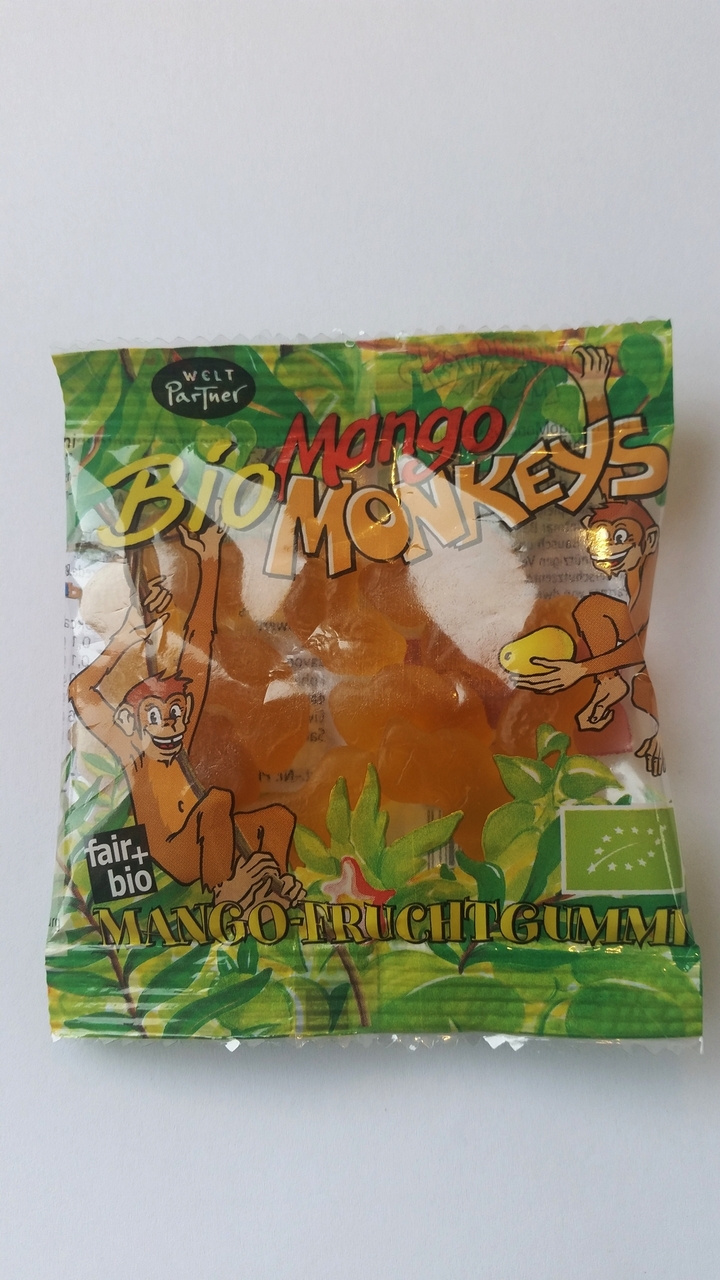 WELT
Partner
Bio Mango
MONKEYS
fair+
bio
MANGO-FRUCHTGUMMI